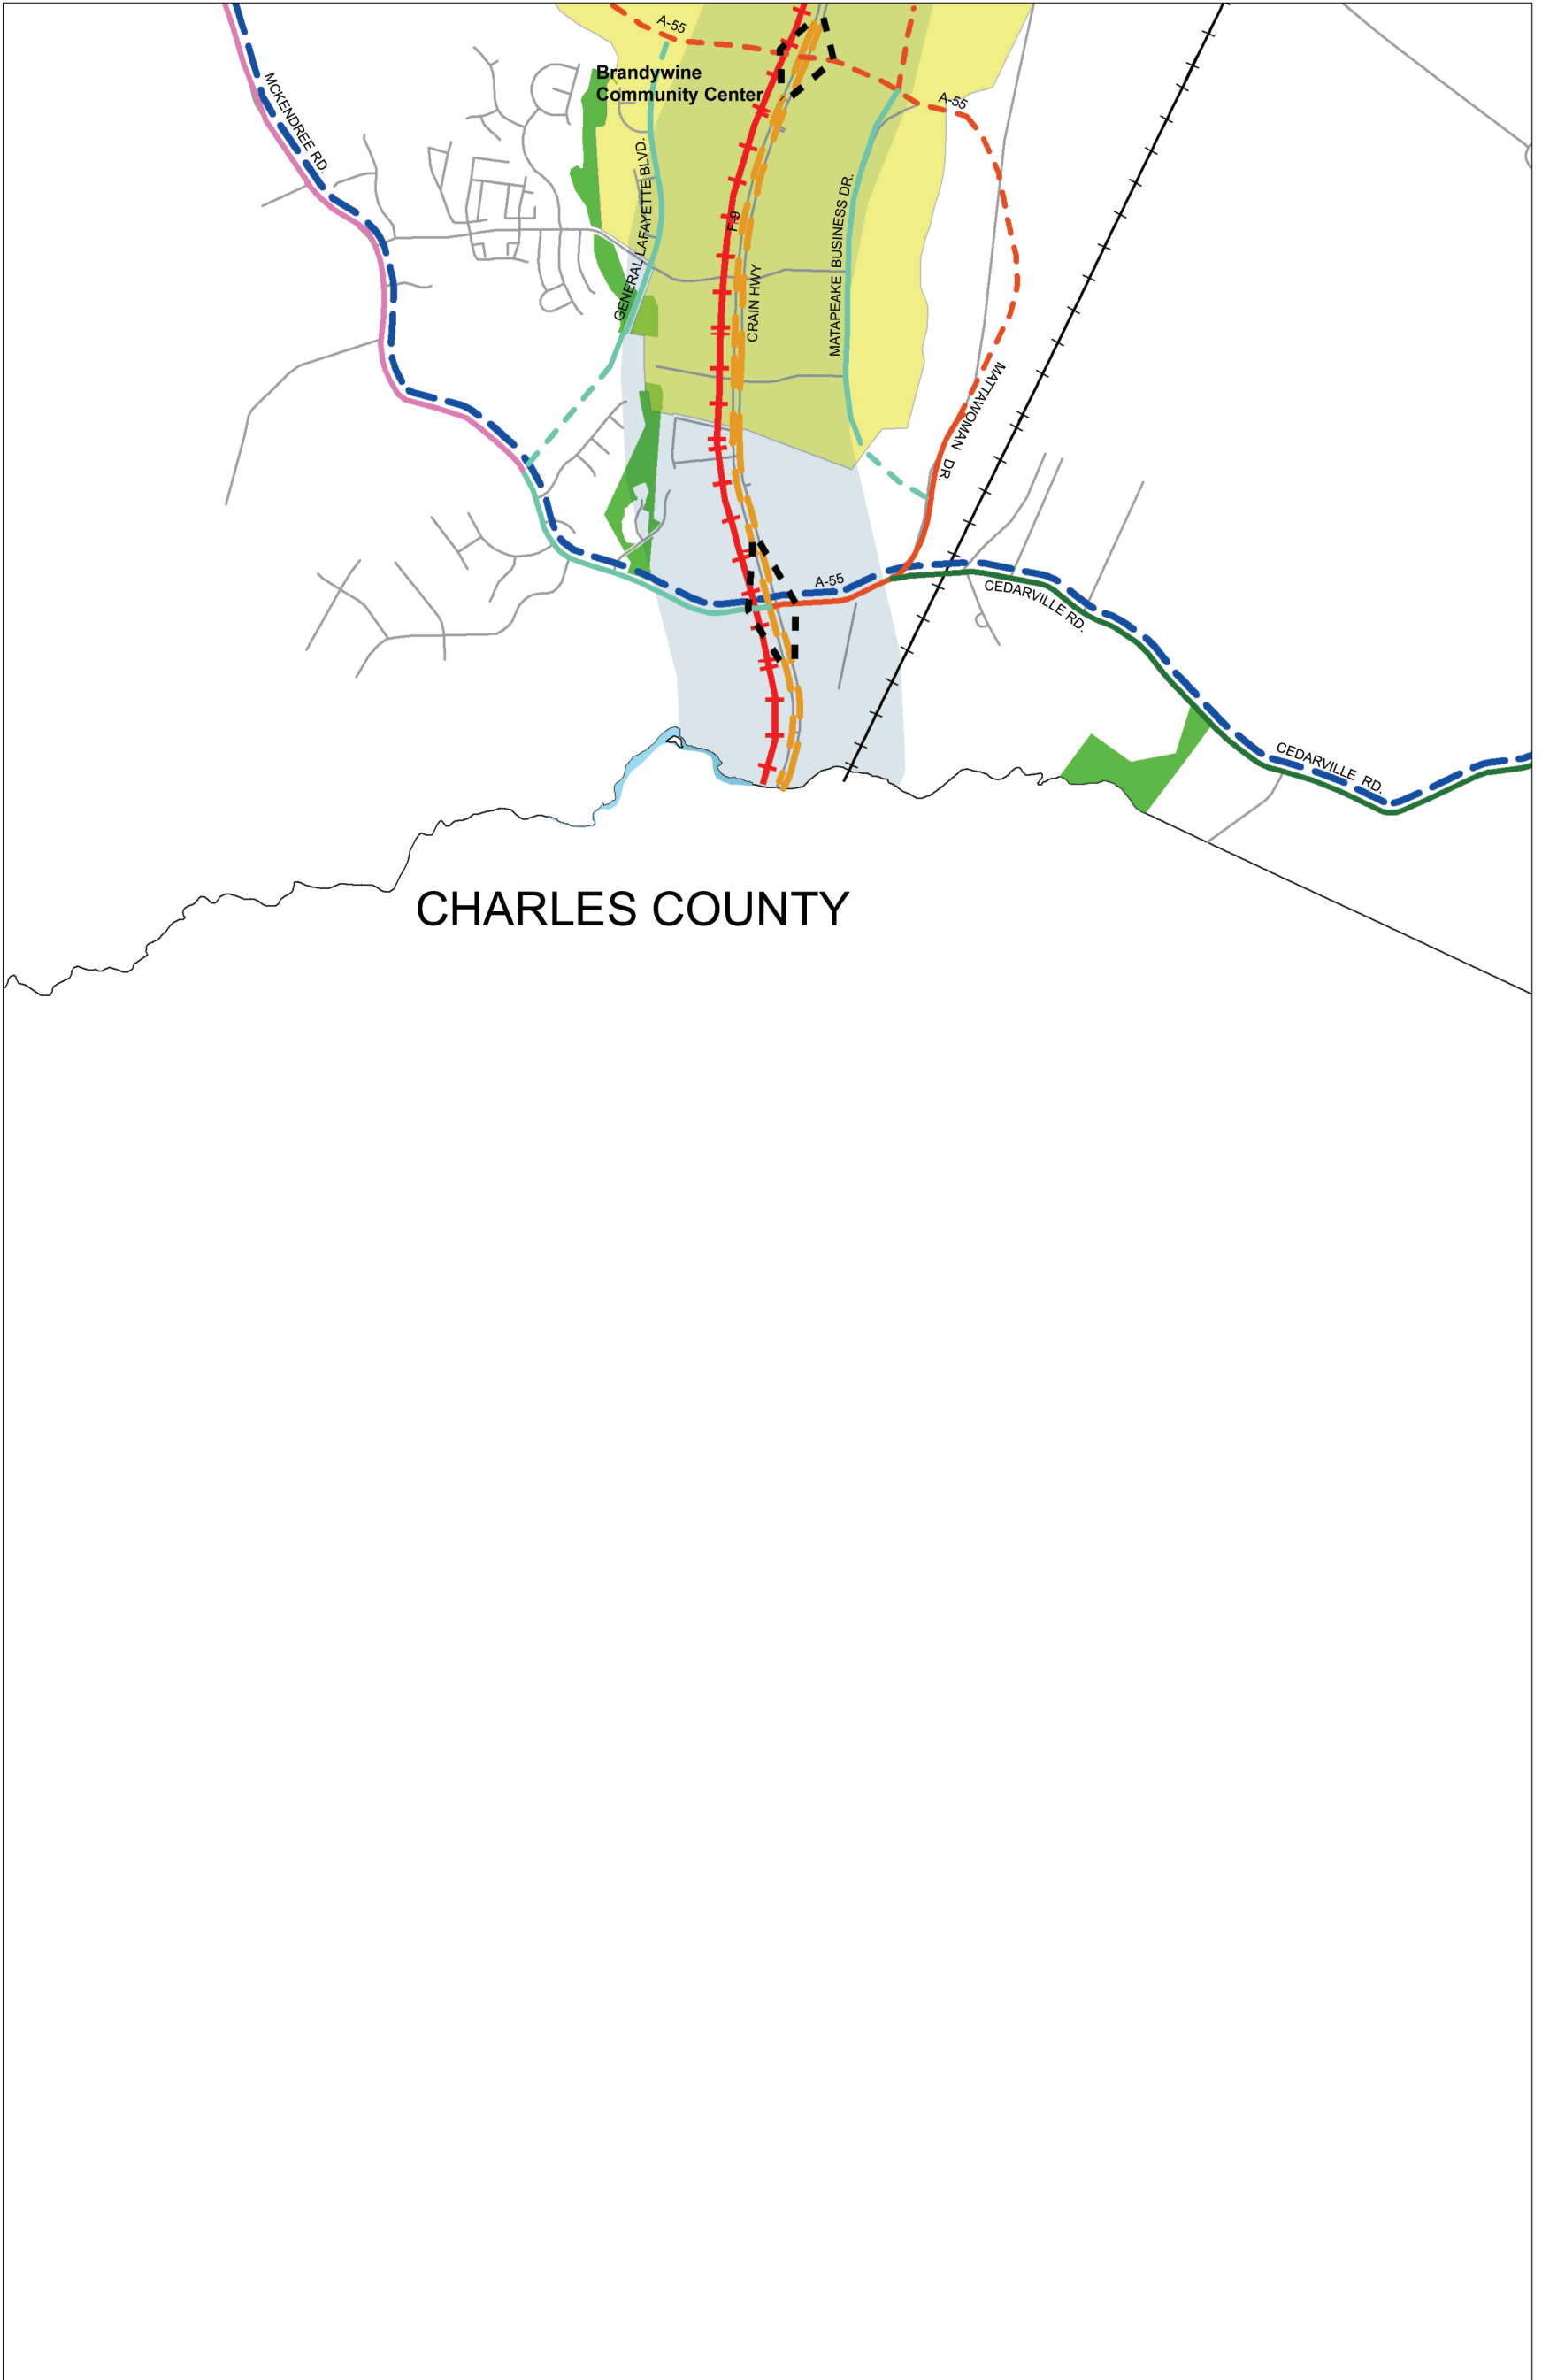 A-55
Brandywine
Community Center
A-55
MCKENDREE RD.
GENERAL LAFAYETTE BLVD.
F-9
CRAIN HWY
MATAPEAKE BUSINESS DR.
MATTAWOMAN DR.
A-55
CEDARVILLE RD.
CEDARVILLE RD.
CHARLES COUNTY